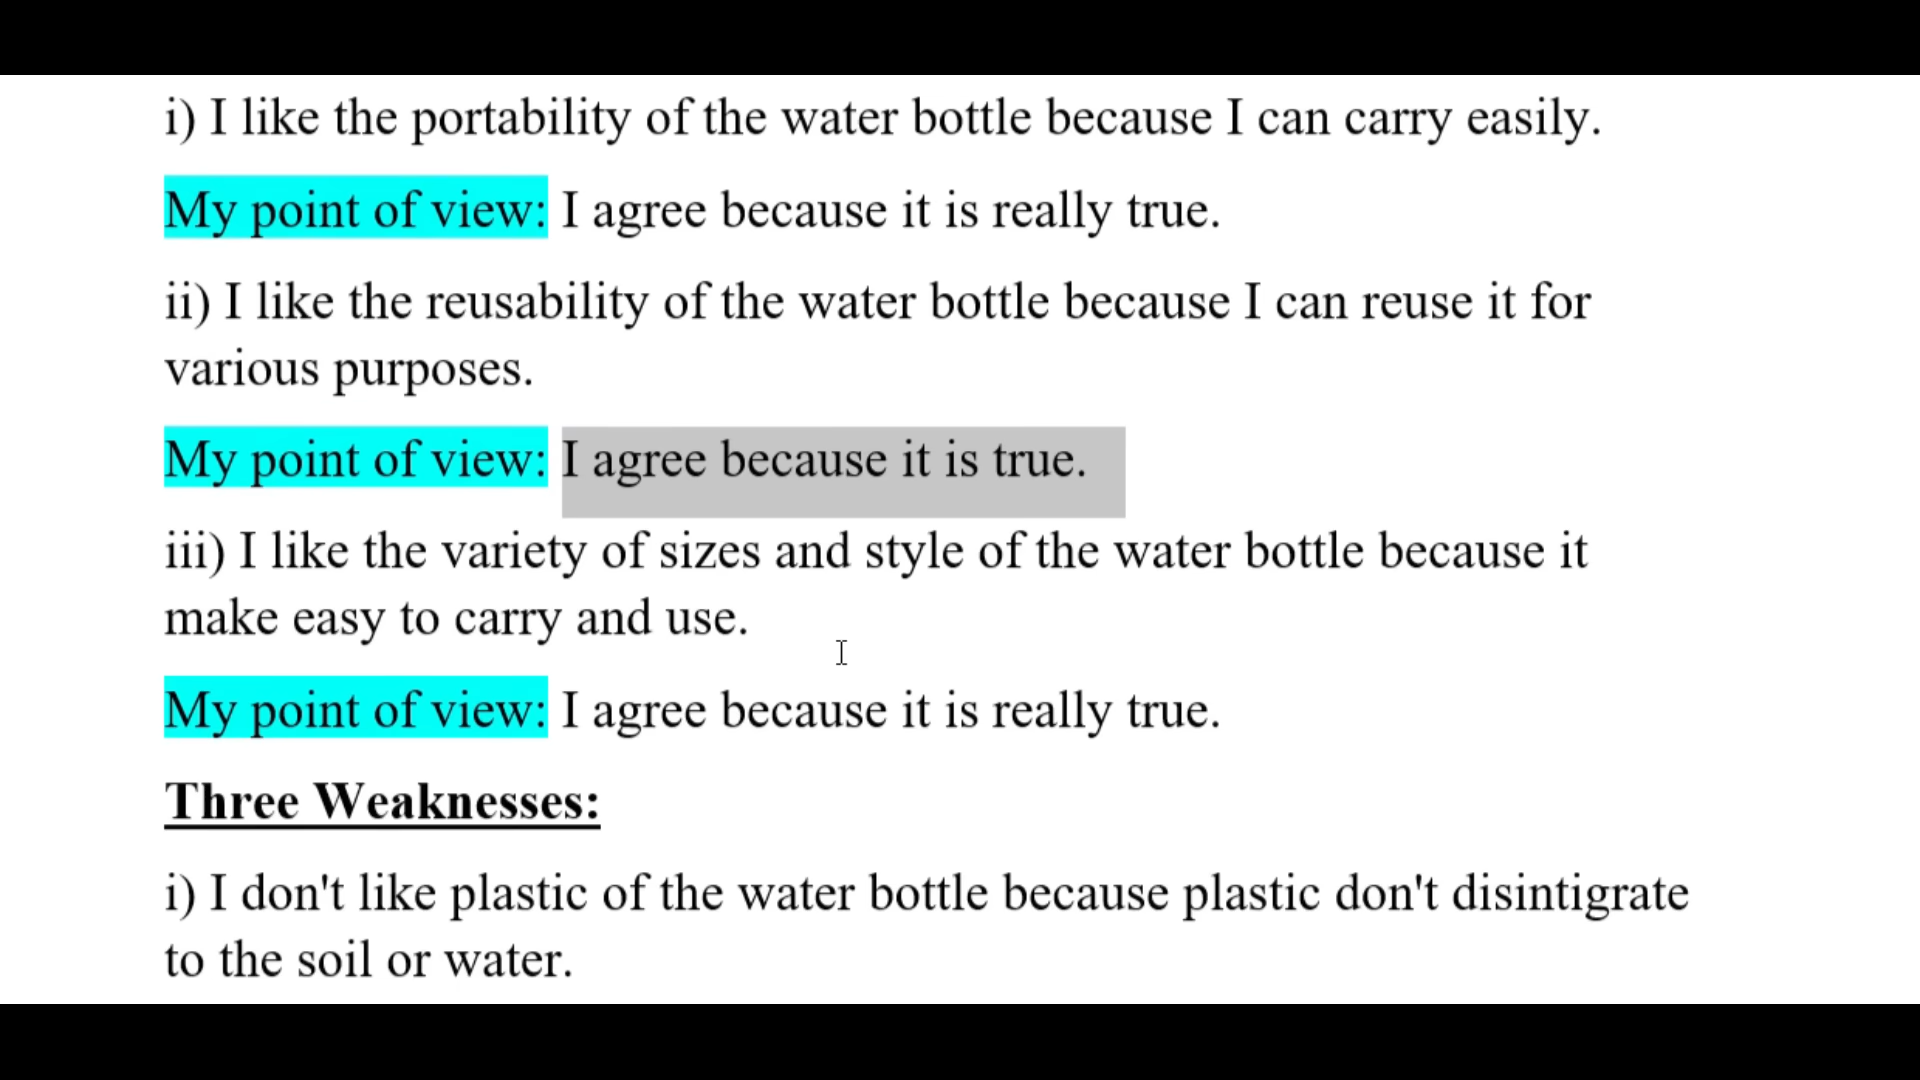 i) I like the portability of the water bottle because I can carry easily.
My point of view: I agree because it is really true.
ii) I like the reusability of the water bottle because I can reuse it for
various purposes.
My point of view: I agree because it is true.
iii) I like the variety of sizes and style of the water bottle because it
make easy to carry and use.
My point of view: I agree because it is really true.
Three Weaknesses:
i) I don't like plastic of the water bottle because plastic don't disintigrate
to the soil or water.